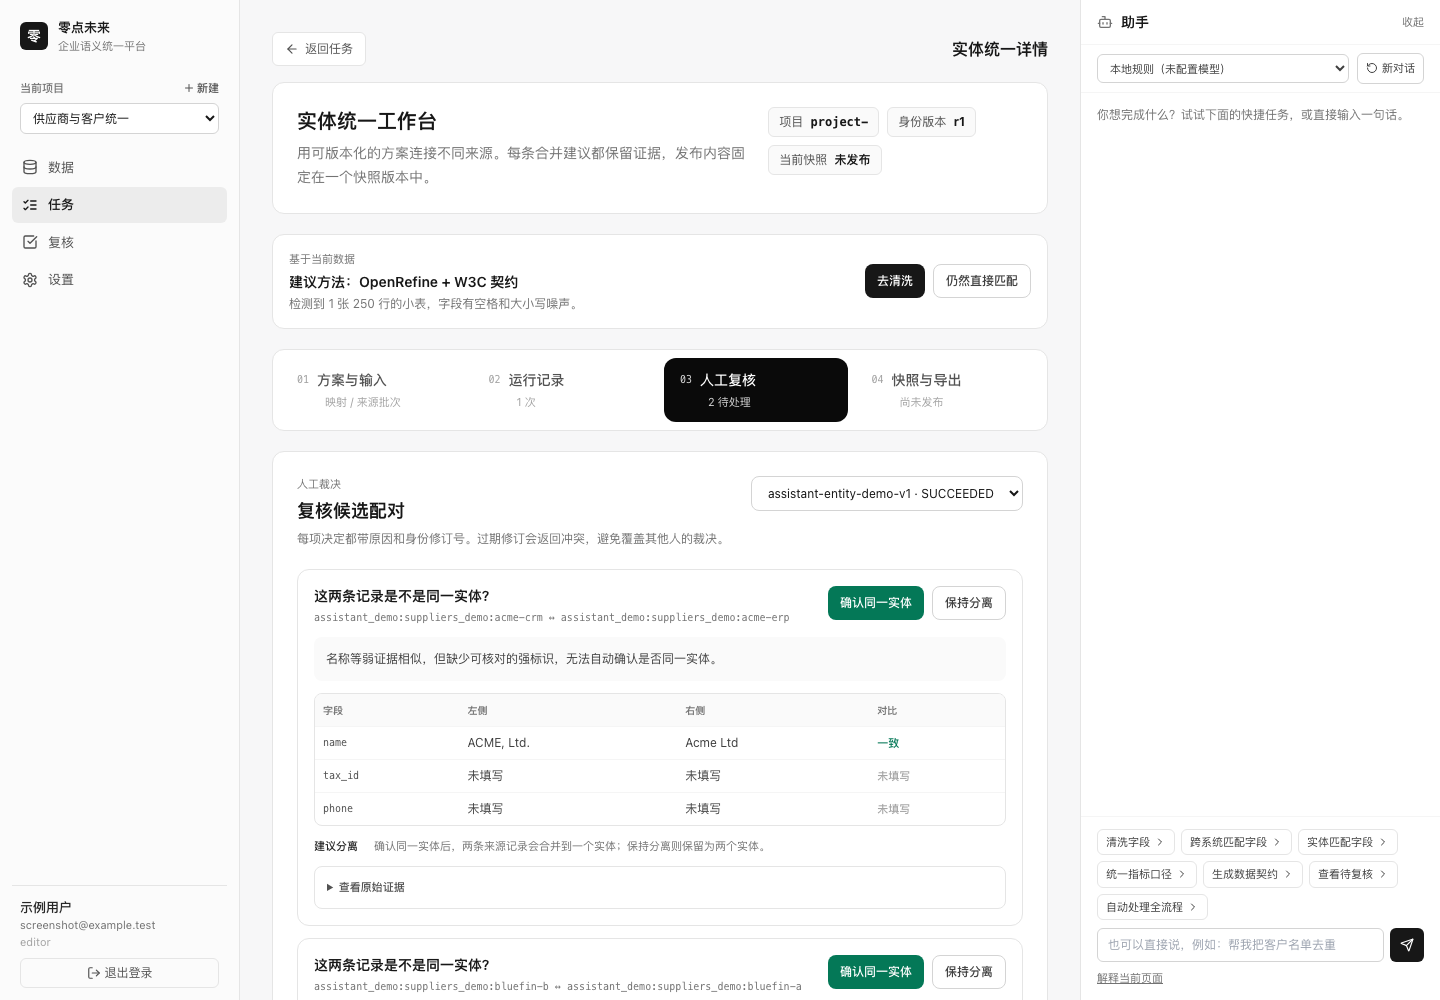 零
零点未来
企业语义统一平台
当前项目
新建
供应商与客户统一
数据
任务
复核
设置
示例用户
screenshot@example.test
editor
退出登录
返回任务
实体统一详情
实体统一工作台
用可版本化的方案连接不同来源。每条合并建议都保留证据，发布内容固
定在一个快照版本中。
项目 project-
身份版本 r1
当前快照 未发布
基于当前数据
建议方法：OpenRefine + W3C 契约
检测到 1 张 250 行的小表，字段有空格和大小写噪声。
去清洗
仍然直接匹配
01 方案与输入
映射 / 来源批次
02 运行记录
1 次
03 人工复核
2 待处理
04 快照与导出
尚未发布
人工裁决
复核候选配对
每项决定都带原因和身份修订号。过期修订会返回冲突，避免覆盖其他人的裁决。
assistant-entity-demo-v1 · SUCCEEDED
这两条记录是不是同一实体？
assistant_demo:suppliers_demo:acme-crm ↔ assistant_demo:suppliers_demo:acme-erp
确认同一实体
保持分离
名称等弱证据相似，但缺少可核对的强标识，无法自动确认是否同一实体。
字段 左侧 右侧 对比
name ACME, Ltd. Acme Ltd 一致
tax_id 未填写 未填写 未填写
phone 未填写 未填写 未填写
建议分离 确认同一实体后，两条来源记录会合并到一个实体；保持分离则保留为两个实体。
查看原始证据
这两条记录是不是同一实体？
assistant_demo:suppliers_demo:bluefin-b ↔ assistant_demo:suppliers_demo:bluefin-a
确认同一实体
保持分离
助手
收起
本地规则（未配置模型）
新对话
你想完成什么？试试下面的快捷任务，或直接输入一句话。
清洗字段
跨系统匹配字段
实体匹配字段
统一指标口径
生成数据契约
查看待复核
自动处理全流程
也可以直接说，例如：帮我把客户名单去重
解释当前页面